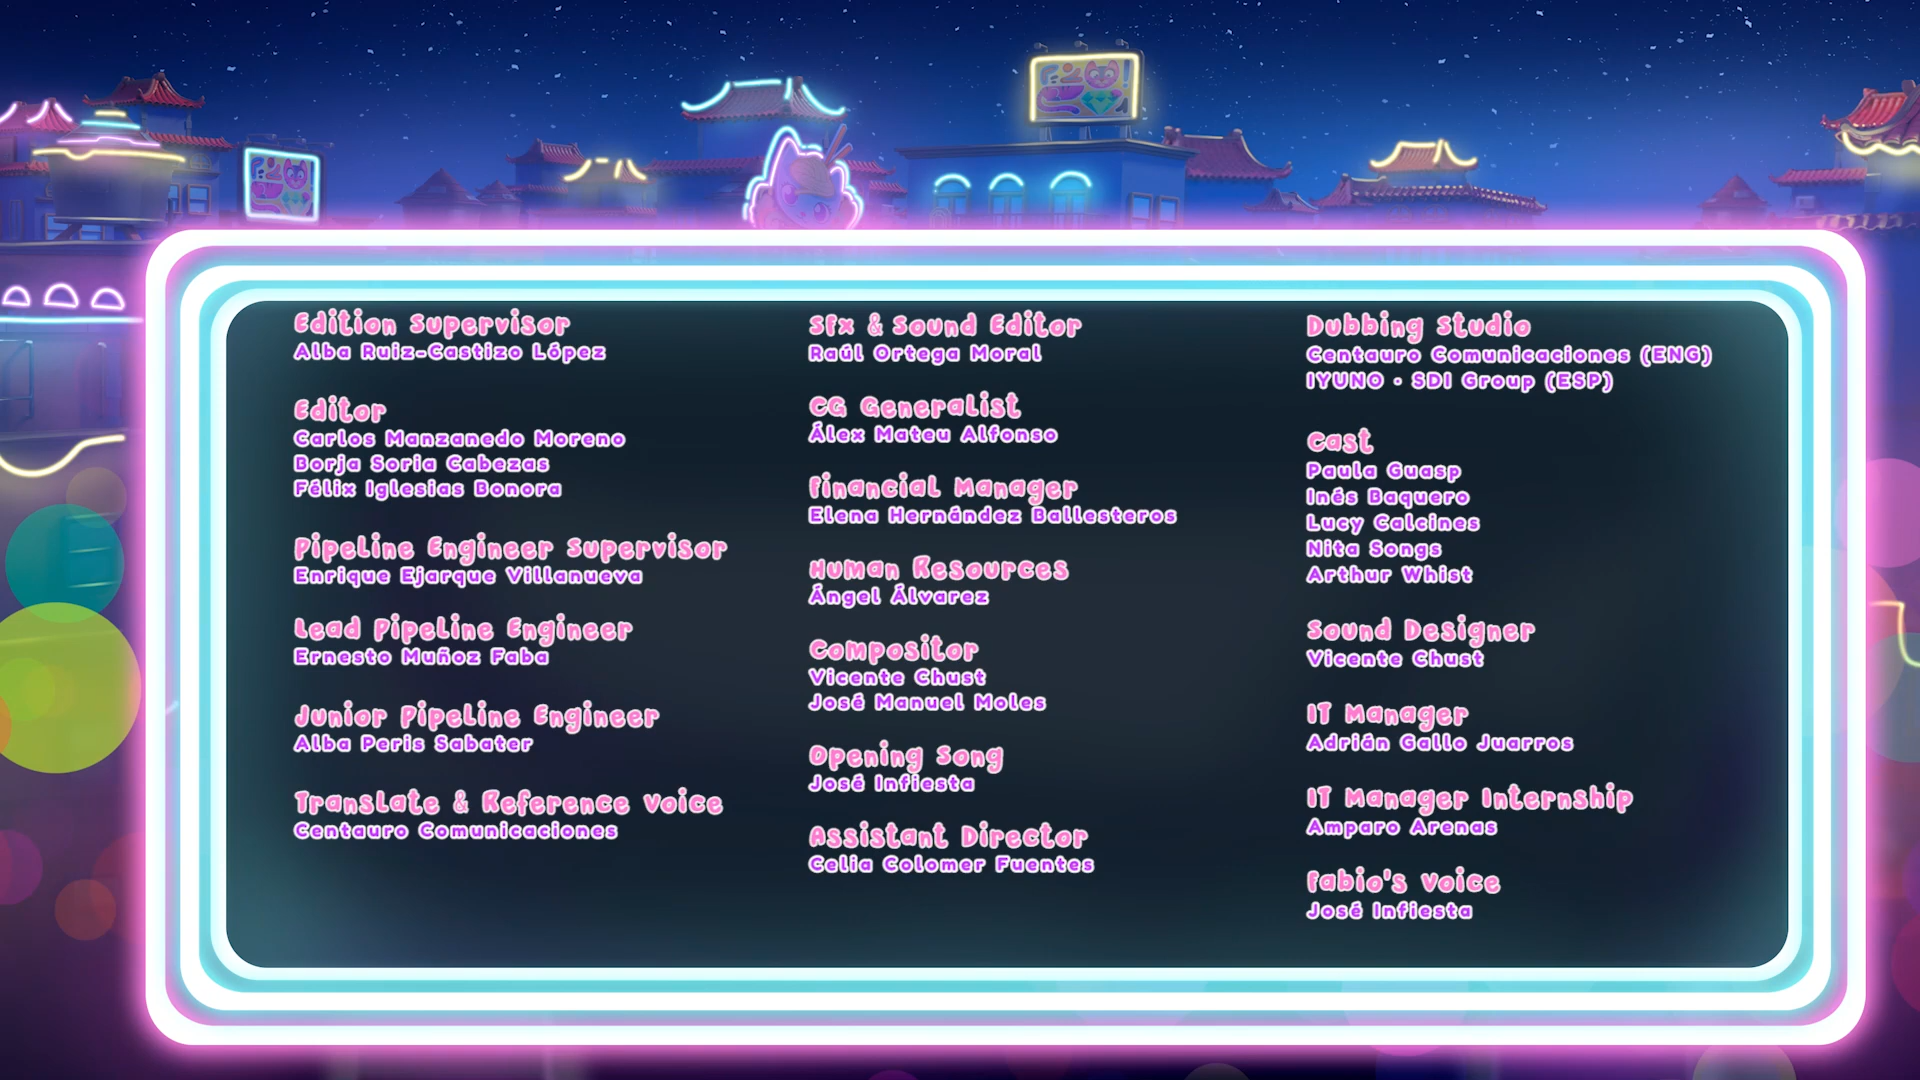 Edition Supervisor
Alba Ruiz-Castizo López
Editor
Carlos Manzanedo Moreno
Borja Soria Cabezas
Félix Iglesias Bonora
Pipeline Engineer Supervisor
Enrique Ejarque Villanueva
Lead Pipeline Engineer
Ernesto Muñoz Faba
Junior Pipeline Engineer
Alba Peris Sabater
Translate & Reference Voice
Centauro Comunicaciones
Sfx & Sound Editor
Raúl Ortega Moral
CG Generalist
Álex Mateu Alfonso
Financial Manager
Elena Hernández Ballesteros
Human Resources
Ángel Álvarez
Compositor
Vicente Chust
José Manuel Moles
Opening Song
José Infiesta
Assistant Director
Celia Colomer Fuentes
Dubbing Studio
Centauro Comunicaciones (ENG)
IYUNO • SDI Group (ESP)
Cast
Paula Guasp
Inés Baquero
Lucy Calcines
Nita Songs
Arthur Whist
Sound Designer
Vicente Chust
IT Manager
Adrián Gallo Juarros
IT Manager Internship
Amparo Arenas
Fabio's Voice
José Infiesta